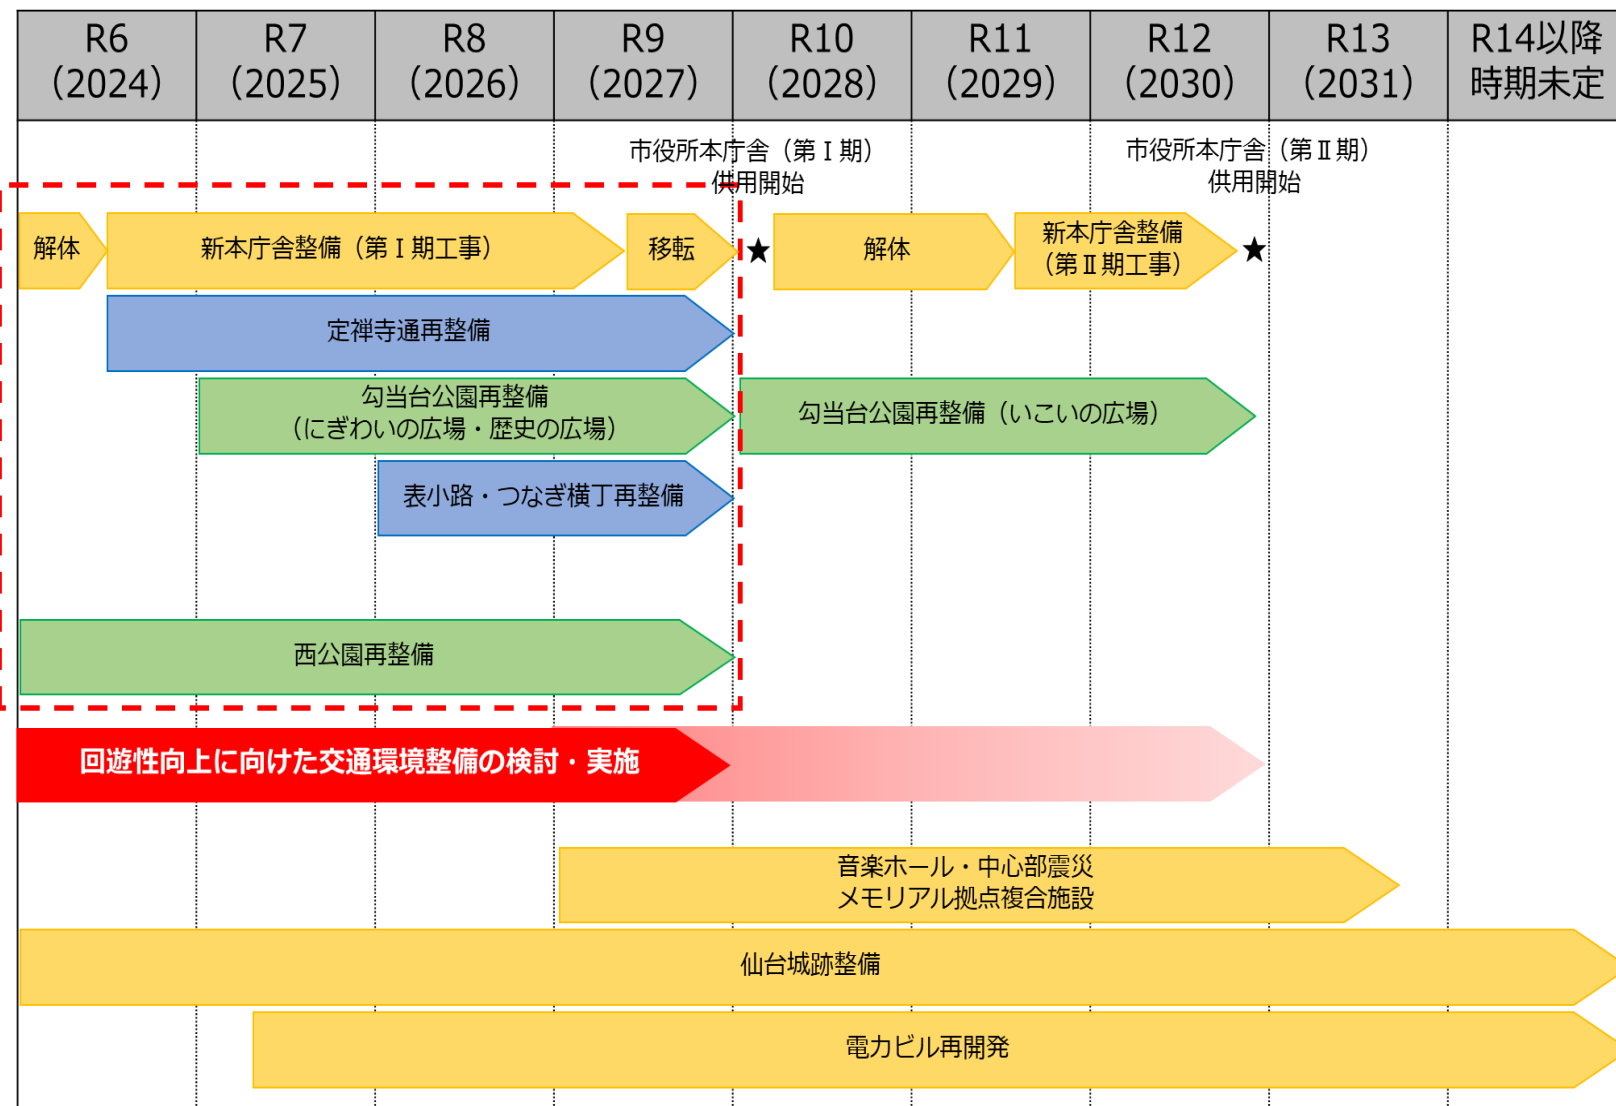 R6
（2024）
R7
（2025）
R8
（2026）
R9
（2027）
R10
（2028）
R11
（2029）
R12
（2030）
R13
（2031）
R14以降
時期未定
市役所本庁舎（第Ⅰ期）
供用開始
市役所本庁舎（第Ⅱ期）
供用開始
解体
新本庁舎整備（第Ⅰ期工事）
移転
★
解体
新本庁舎整備
（第Ⅱ期工事）
★
定禅寺通再整備
勾当台公園再整備
（にぎわいの広場・歴史の広場）
勾当台公園再整備（いこいの広場）
表小路・つなぎ横丁再整備
西公園再整備
回遊性向上に向けた交通環境整備の検討・実施
音楽ホール・中心部震災
メモリアル拠点複合施設
仙台城跡整備
電力ビル再開発